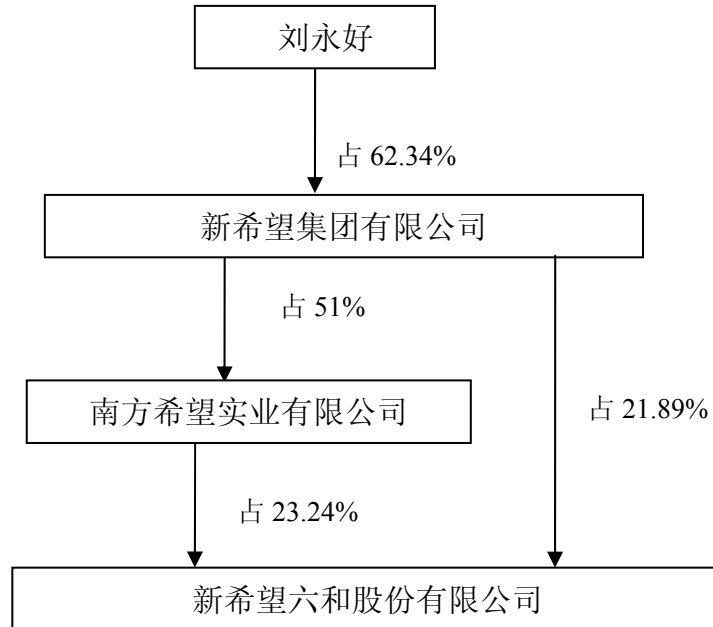 刘永好
占 62.34%
新希望集团有限公司
占 51%
南方希望实业有限公司
占 21.89%
占 23.24%
新希望六和股份有限公司